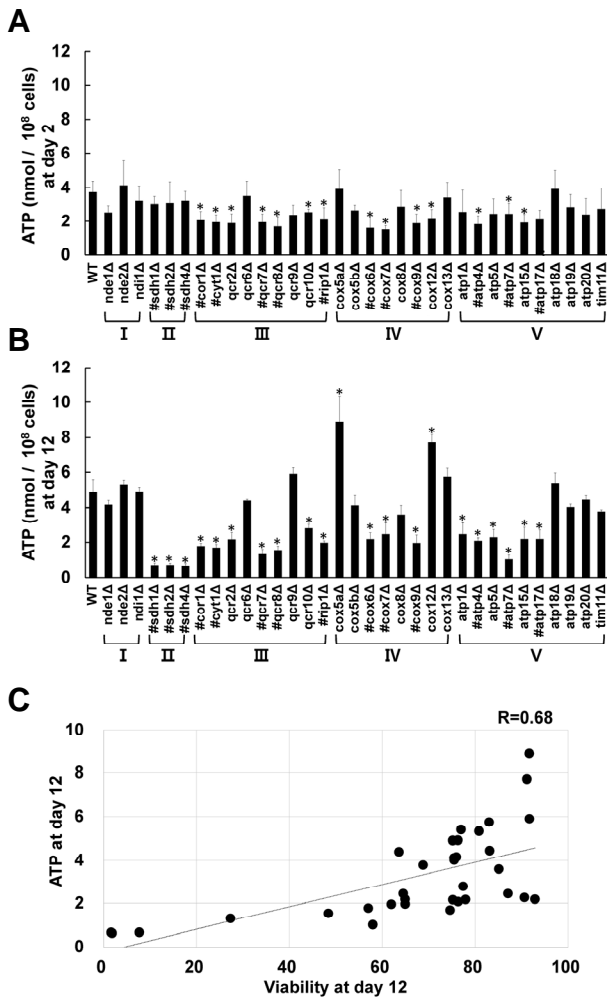 A
ATP (nmol / 10⁸ cells)
at day 2
12
10
8
6
4
2
0
* * * * * * * * * * * * * * *
WT nde1Δ nde2Δ ndi1Δ #sdh1Δ #sdh2Δ #sdh4Δ #cor1Δ #cyt1Δ qcr2Δ qcr6Δ #qcr7Δ #qcr8Δ qcr9Δ qcr10Δ #rip1Δ cox5aΔ cox5bΔ #cox6Δ #cox7Δ cox8Δ #cox9Δ cox12Δ cox13Δ atp1Δ #atp4Δ atp5Δ #atp7Δ atp15Δ #atp17Δ atp18Δ atp19Δ atp20Δ tim11Δ
I II III IV V
B
ATP (nmol / 10⁸ cells)
at day 12
12
10
8
6
4
2
0
* * * * * * * * * * * * * * * * * * * * *
WT nde1Δ nde2Δ ndi1Δ #sdh1Δ #sdh2Δ #sdh4Δ #cor1Δ #cyt1Δ qcr2Δ qcr6Δ #qcr7Δ #qcr8Δ qcr9Δ qcr10Δ #rip1Δ cox5aΔ cox5bΔ #cox6Δ #cox7Δ cox8Δ #cox9Δ cox12Δ cox13Δ atp1Δ #atp4Δ atp5Δ #atp7Δ atp15Δ #atp17Δ atp18Δ atp19Δ atp20Δ tim11Δ
I II III IV V
C
R=0.68
ATP at day 12
10
8
6
4
2
0
0 20 40 60 80 100
Viability at day 12